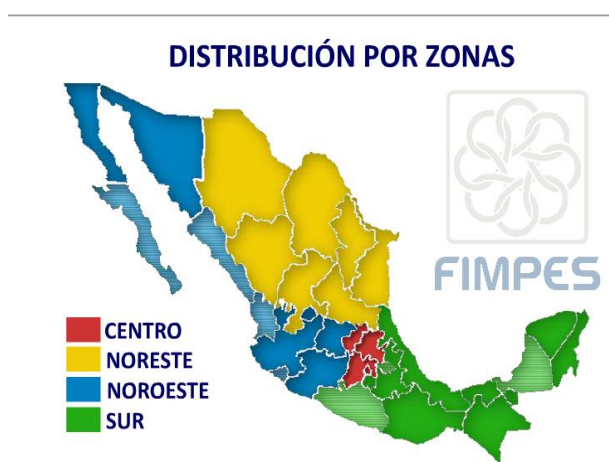 DISTRIBUCIÓN POR ZONAS
FIMPES
CENTRO
NORESTE
NOROESTE
SUR